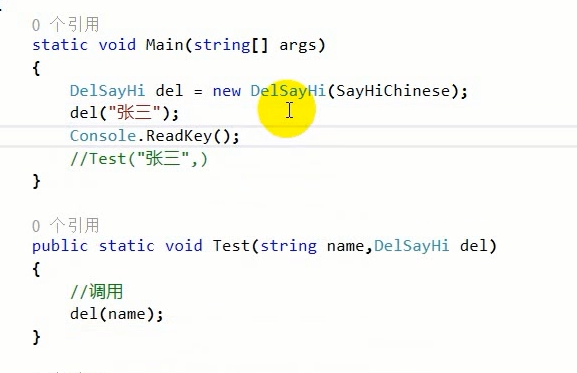 0 个引用
static void Main(string[] args)
{
DelSayHi del = new DelSayHi(SayHiChinese);
del("张三");
Console.ReadKey();
//Test("张三",)
}
0 个引用
public static void Test(string name,DelSayHi del)
{
//调用
del(name);
}